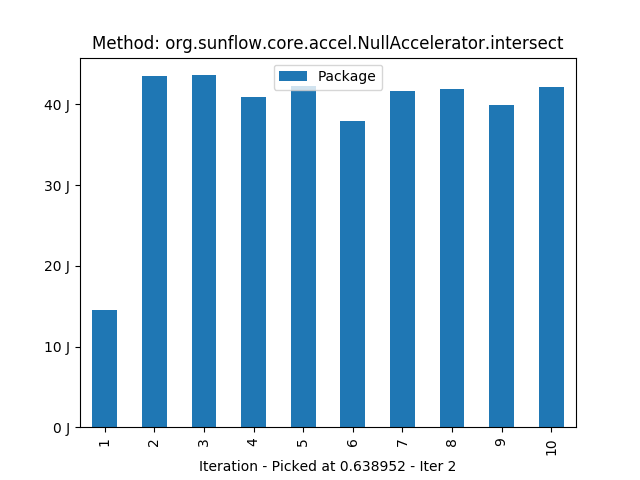 Method: org.sunflow.core.accel.NullAccelerator.intersect
Package
40 J
30 J
20 J
10 J
0 J
1 2 3 4 5 6 7 8 9 10
Iteration - Picked at 0.638952 - Iter 2